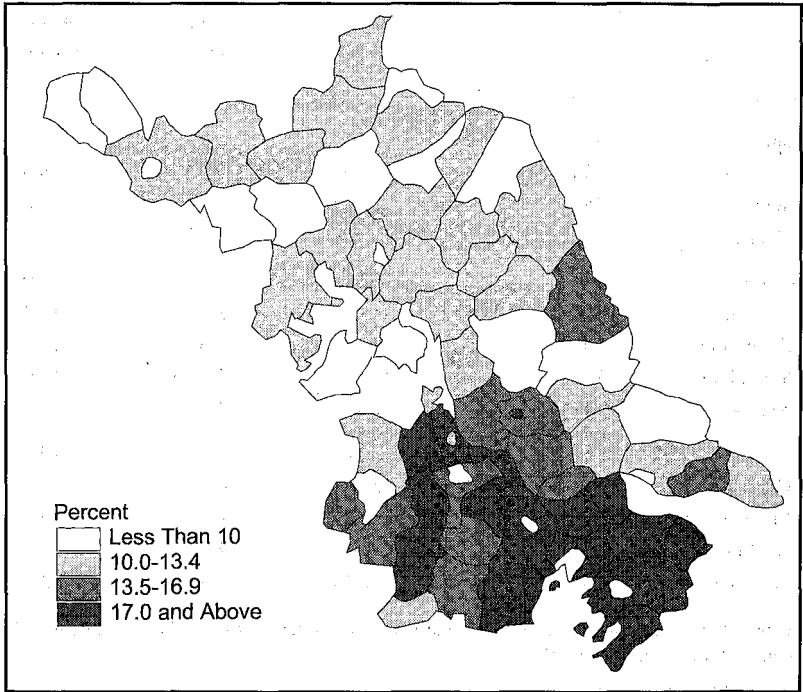 Percent
Less Than 10
10.0-13.4
13.5-16.9
17.0 and Above